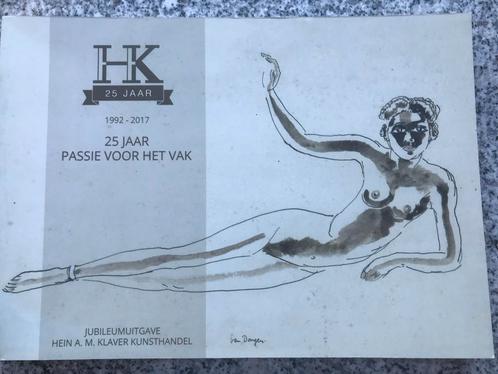 HK
25 JAAR
1992 - 2017
25 JAAR
PASSIE VOOR HET VAK
JUBILEUMUITGAVE
HEIN A. M. KLAVER KUNSTHANDEL
Van Dongen